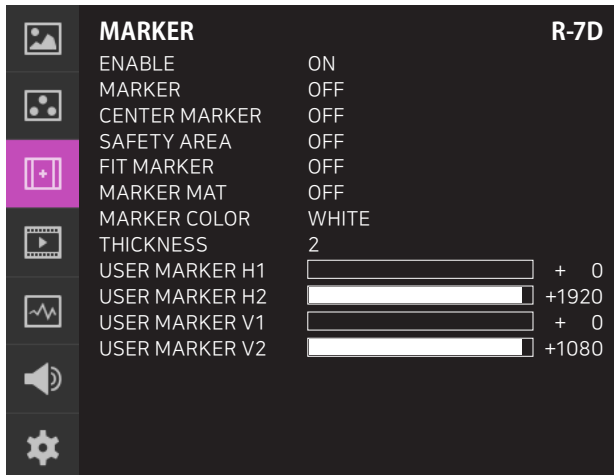 MARKER R-7D
ENABLE ON
MARKER OFF
CENTER MARKER OFF
SAFETY AREA OFF
FIT MARKER OFF
MARKER MAT OFF
MARKER COLOR WHITE
THICKNESS 2
USER MARKER H1 + 0
USER MARKER H2 +1920
USER MARKER V1 + 0
USER MARKER V2 +1080